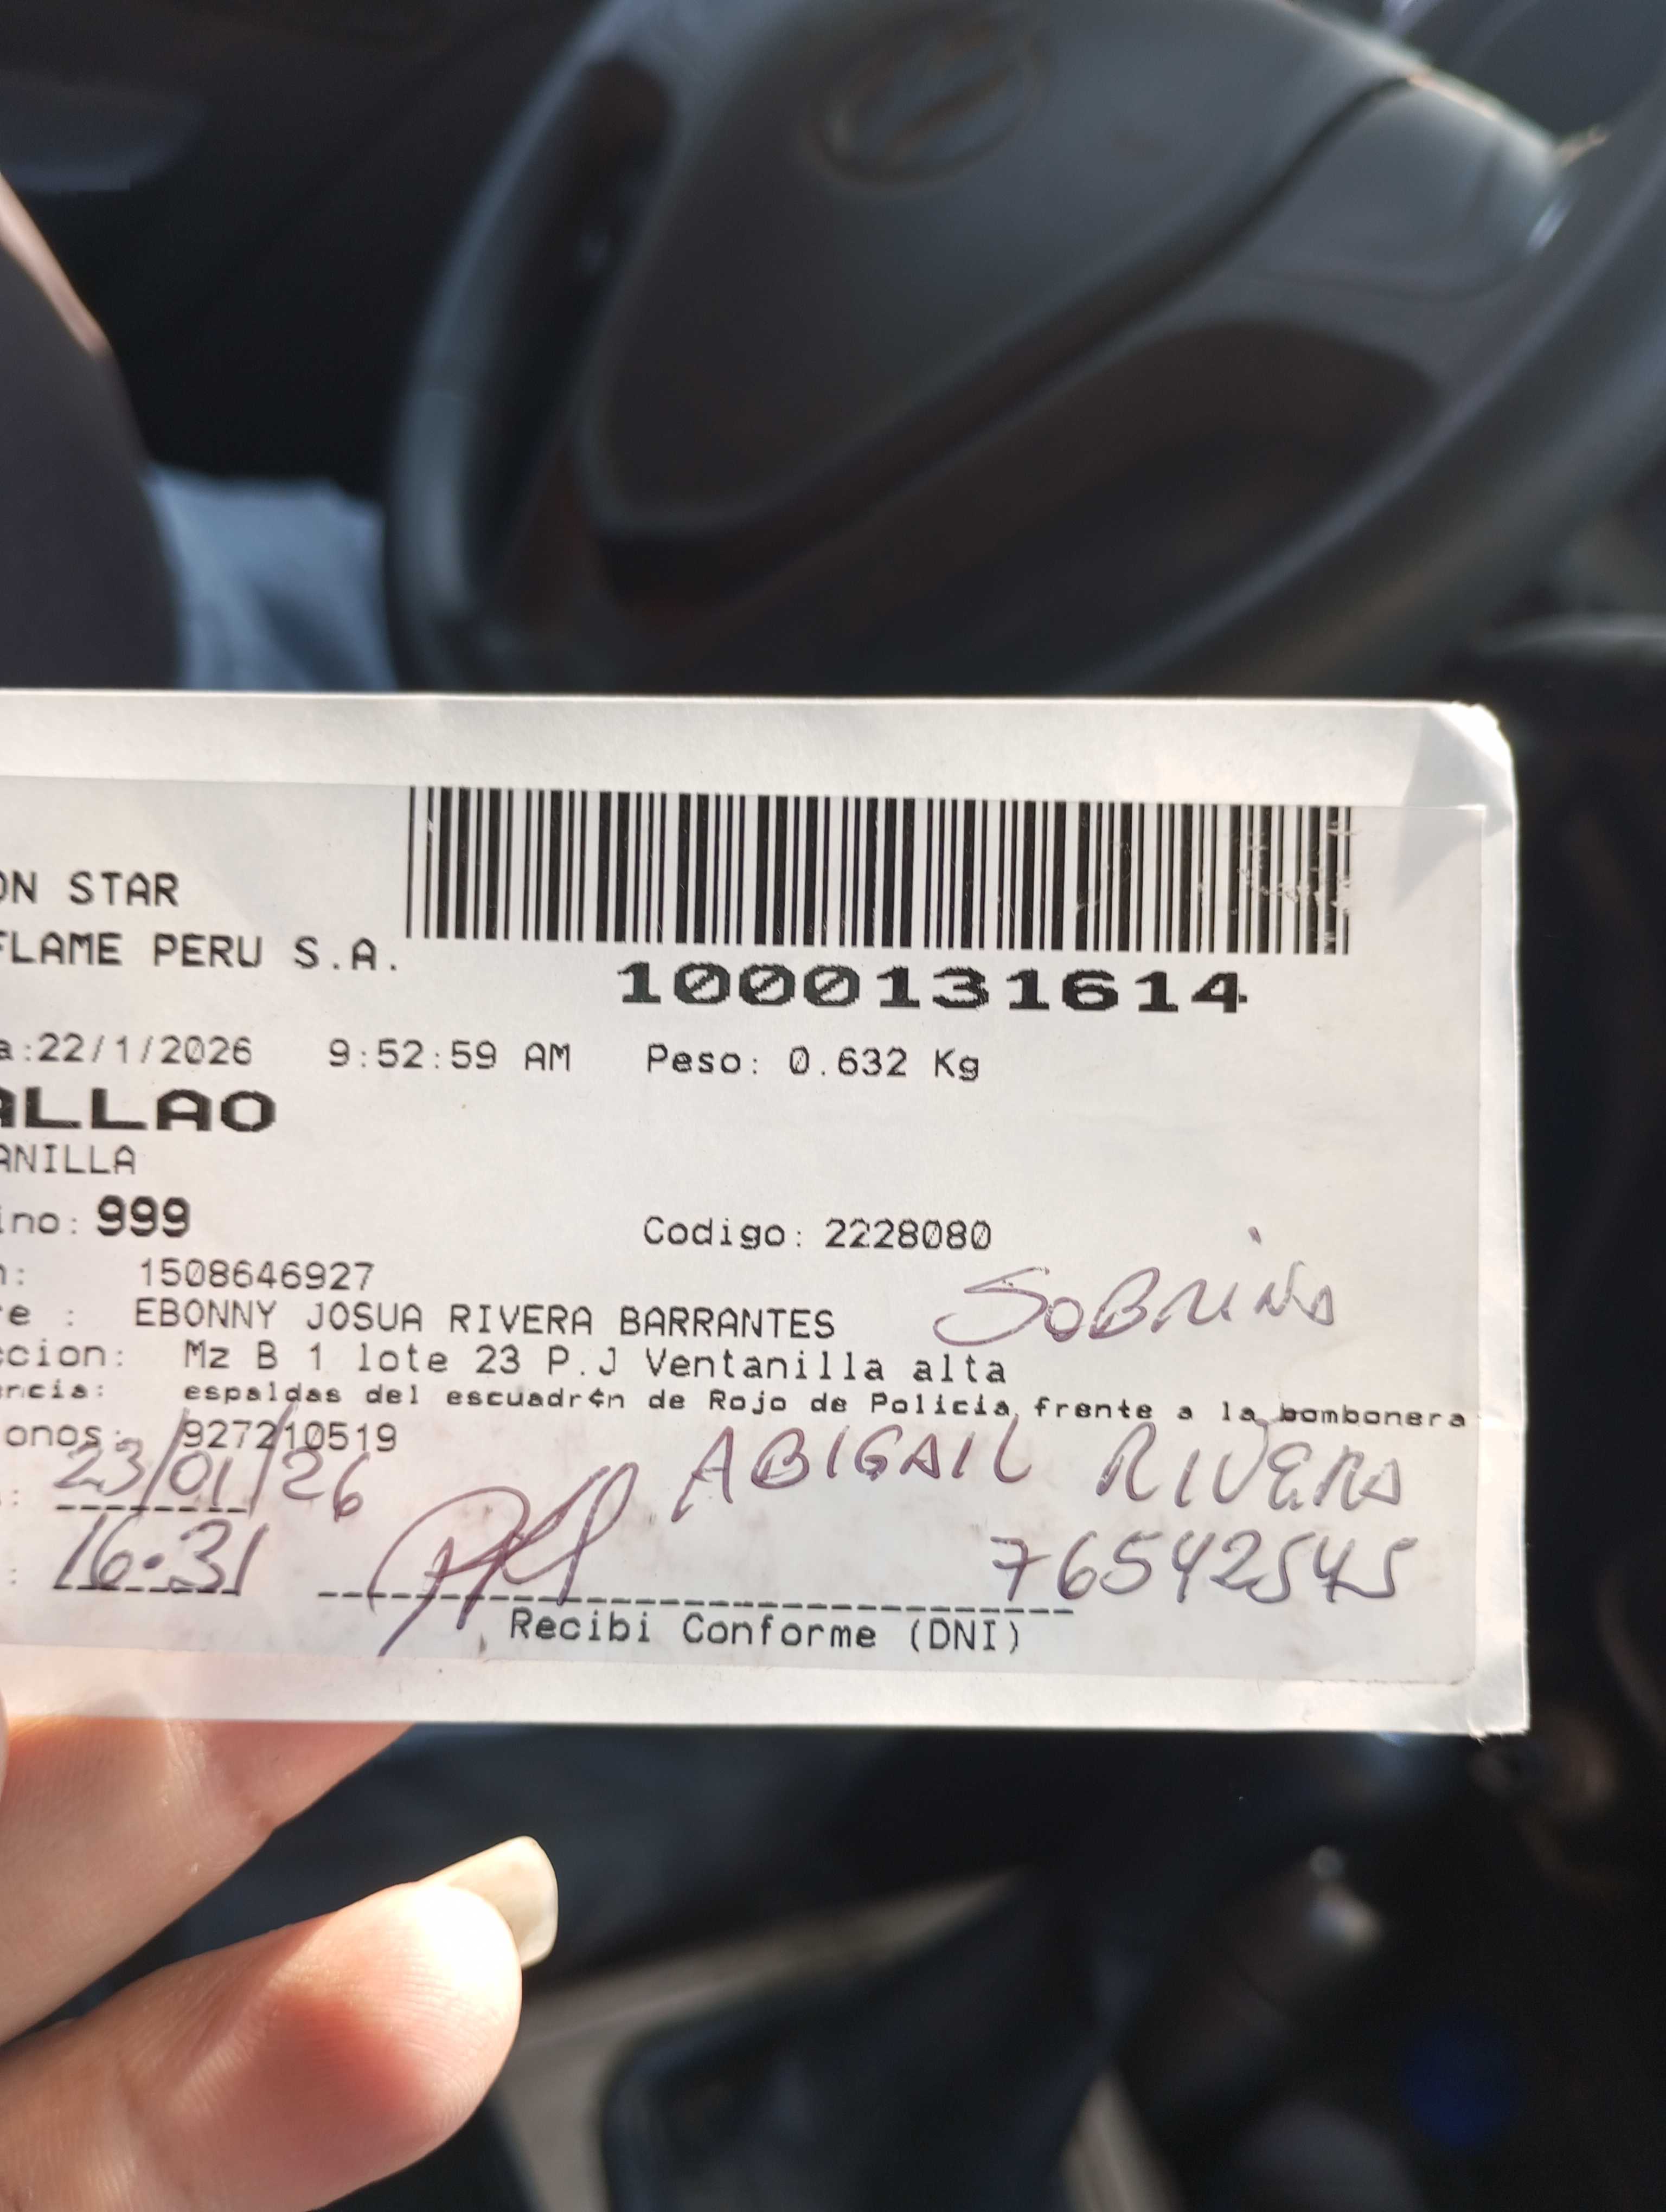 ON STAR
FLAME PERU S.A.
1000131614
a:22/1/2026 9:52:59 AM Peso: 0.632 Kg
ALLAO
ANILLA
ino: 999 Codigo: 2228080
n: 1508646927
re : EBONNY JOSUA RIVERA BARRANTES SOBRINA
ccion: Mz B 1 lote 23 P.J Ventanilla alta
encia: espaldas del escuadr¢n de Rojo de Policia frente a la bombonera
onos: 927210519
: 23/01/26 ABIGAIL RIVERA
: 16:31 76542545
Recibi Conforme (DNI)